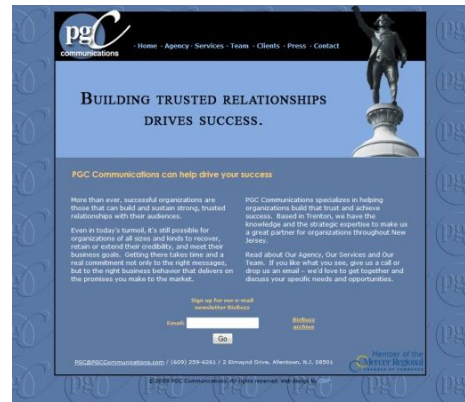 pgC
communications
· Home · Agency · Services · Team · Clients · Press · Contact
BUILDING TRUSTED RELATIONSHIPS
DRIVES SUCCESS.
PGC Communications can help drive your success
More than ever, successful organizations are
those that can build and sustain strong, trusted
relationships with their audiences.
Even in today's turmoil, it's still possible for
organizations of all sizes and kinds to recover,
retain or extend their credibility, and meet their
business goals. Getting there takes time and a
real commitment not only to the right messages,
but to the right business behavior that delivers on
the promises you make to the market.
PGC Communications specializes in helping
organizations build that trust and achieve
success. Based in Trenton, we have the
knowledge and the strategic expertise to make us
a great partner for organizations throughout New
Jersey.
Read about Our Agency, Our Services and Our
Team. If you like what you see, give us a call or
drop us an email – we'd love to get together and
discuss your specific needs and opportunities.
Sign up for our e-mail
newsletter BizBuzz
Email:
BizBuzz
archive
Go
PGC@PGCCommunications.com / (609) 259-6261 / 2 Elmwynd Drive, Allentown, N.J. 08501
Member of the
Mercer Regional
CHAMBER OF COMMERCE
PGC Communications. All rights reserved. Web design by